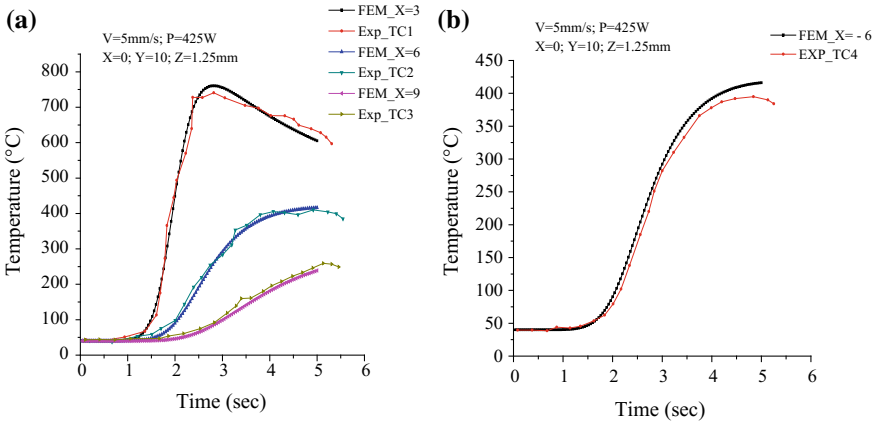 (a)
V=5mm/s; P=425W
X=0; Y=10; Z=1.25mm
FEM_X=3
Exp_TC1
FEM_X=6
Exp_TC2
FEM_X=9
Exp_TC3
Temperature (°C)
800
700
600
500
400
300
200
100
0
0 1 2 3 4 5 6
Time (sec)
(b)
V=5mm/s; P=425W
X=0; Y=10; Z=1.25mm
FEM_X= - 6
EXP_TC4
Temperature (°C)
450
400
350
300
250
200
150
100
50
0
0 1 2 3 4 5 6
Time (sec)